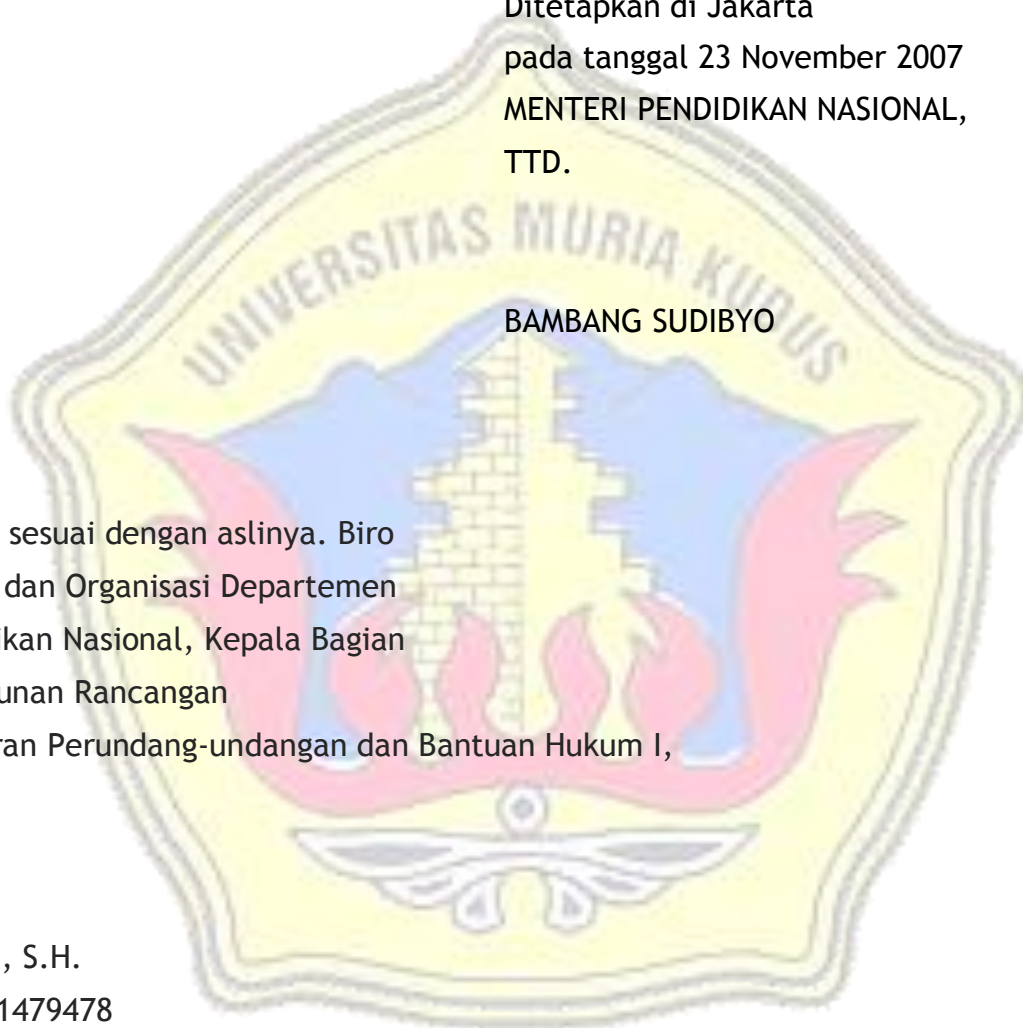 Ditetapkan di Jakarta
pada tanggal 23 November 2007
MENTERI PENDIDIKAN NASIONAL,
TTD.
UNIVERSITAS MURIA KUDUS
BAMBANG SUDIBYO
sesuai dengan aslinya. Biro
dan Organisasi Departemen
ikan Nasional, Kepala Bagian
unan Rancangan
ran Perundang-undangan dan Bantuan Hukum I,
, S.H.
1479478